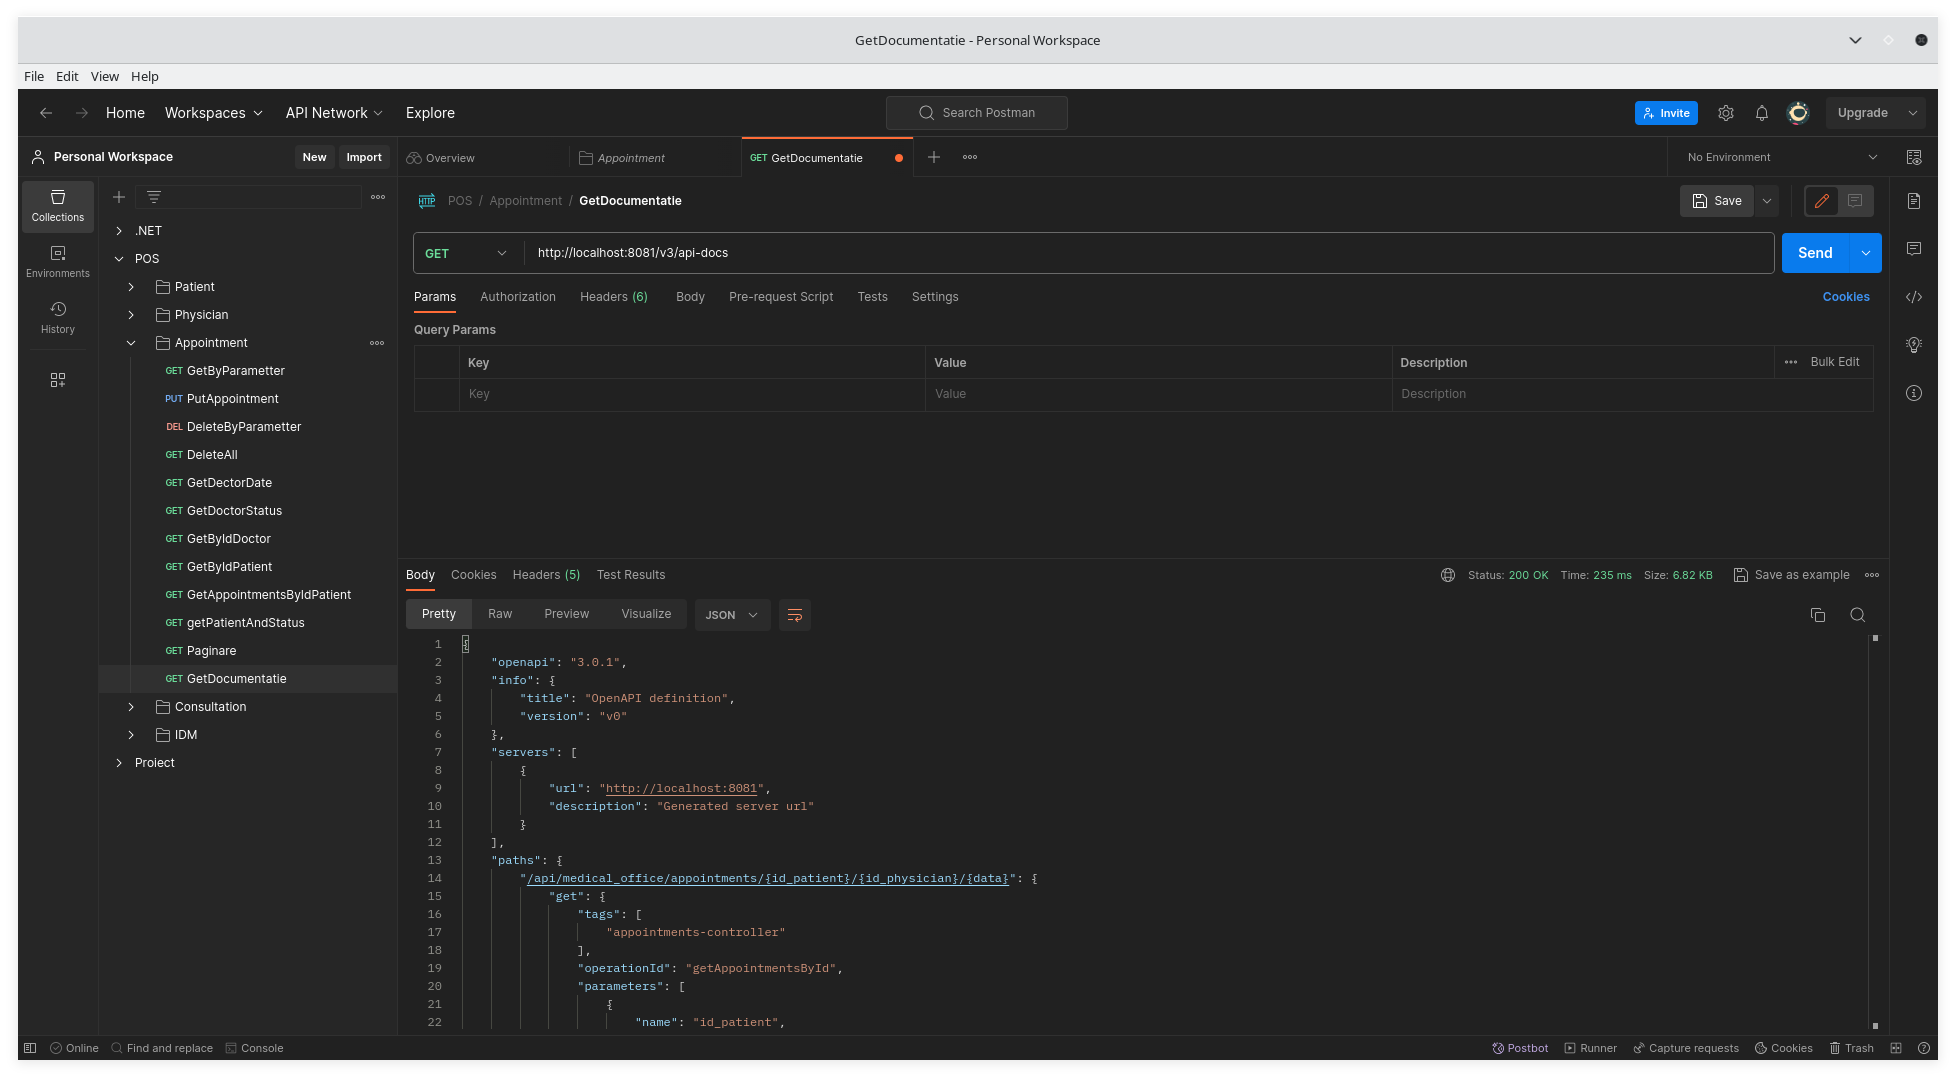 GetDocumentatie - Personal Workspace
File Edit View Help
Home Workspaces API Network Explore Search Postman Invite Upgrade
Personal Workspace New Import
Overview Appointment GET GetDocumentatie No Environment
Collections
Environments
History
.NET
POS
Patient
Physician
Appointment
GET GetByParametter
PUT PutAppointment
DEL DeleteByParametter
GET DeleteAll
GET GetDectorDate
GET GetDoctorStatus
GET GetByIdDoctor
GET GetByIdPatient
GET GetAppointmentsByIdPatient
GET getPatientAndStatus
GET Paginare
GET GetDocumentatie
Consultation
IDM
Project
HTTP POS / Appointment / GetDocumentatie Save
GET http://localhost:8081/v3/api-docs Send
Params Authorization Headers (6) Body Pre-request Script Tests Settings Cookies
Query Params
Key Value Description Bulk Edit
Key Value Description
Body Cookies Headers (5) Test Results Status: 200 OK Time: 235 ms Size: 6.82 KB Save as example
Pretty Raw Preview Visualize JSON
1 {
2 "openapi": "3.0.1",
3 "info": {
4 "title": "OpenAPI definition",
5 "version": "v0"
6 },
7 "servers": [
8 {
9 "url": "http://localhost:8081",
10 "description": "Generated server url"
11 }
12 ],
13 "paths": {
14 "/api/medical_office/appointments/{id_patient}/{id_physician}/{data}": {
15 "get": {
16 "tags": [
17 "appointments-controller"
18 ],
19 "operationId": "getAppointmentsById",
20 "parameters": [
21 {
22 "name": "id_patient",
Online Find and replace Console Postbot Runner Capture requests Cookies Trash